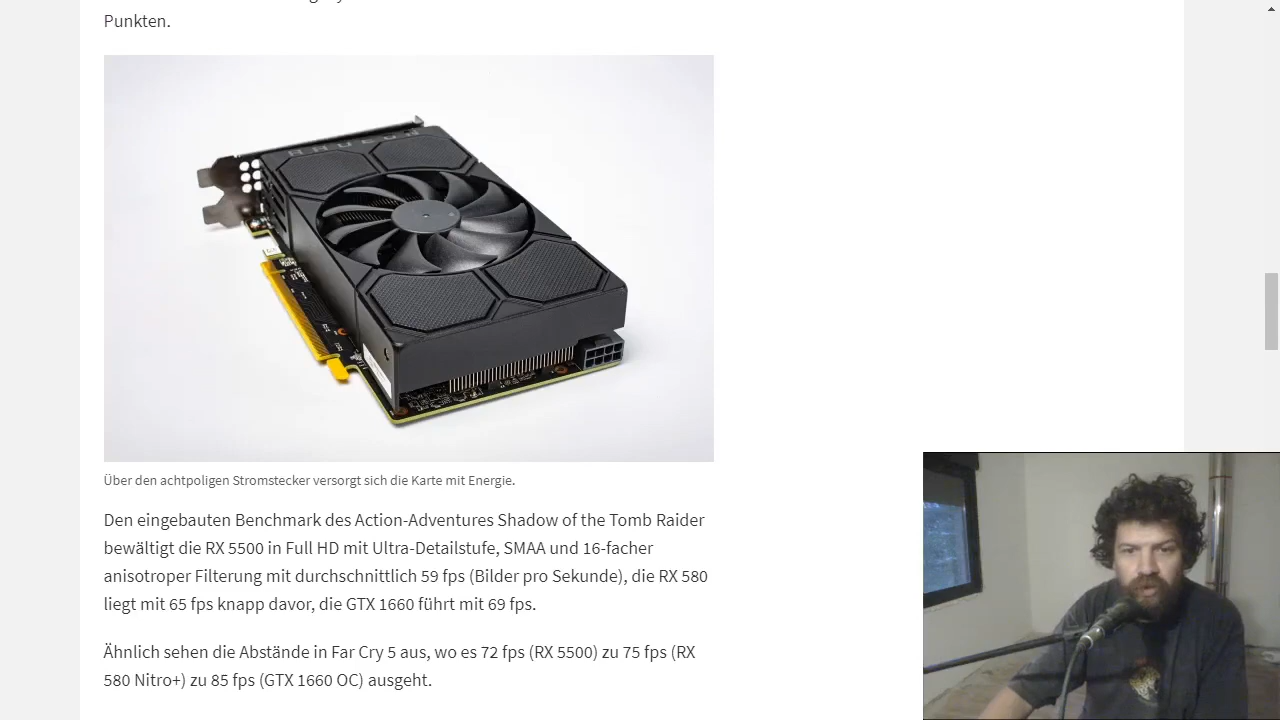 Punkten.
RADEON
Über den achtpoligen Stromstecker versorgt sich die Karte mit Energie.
Den eingebauten Benchmark des Action-Adventures Shadow of the Tomb Raider
bewältigt die RX 5500 in Full HD mit Ultra-Detailstufe, SMAA und 16-facher
anisotroper Filterung mit durchschnittlich 59 fps (Bilder pro Sekunde), die RX 580
liegt mit 65 fps knapp davor, die GTX 1660 führt mit 69 fps.
Ähnlich sehen die Abstände in Far Cry 5 aus, wo es 72 fps (RX 5500) zu 75 fps (RX
580 Nitro+) zu 85 fps (GTX 1660 OC) ausgeht.